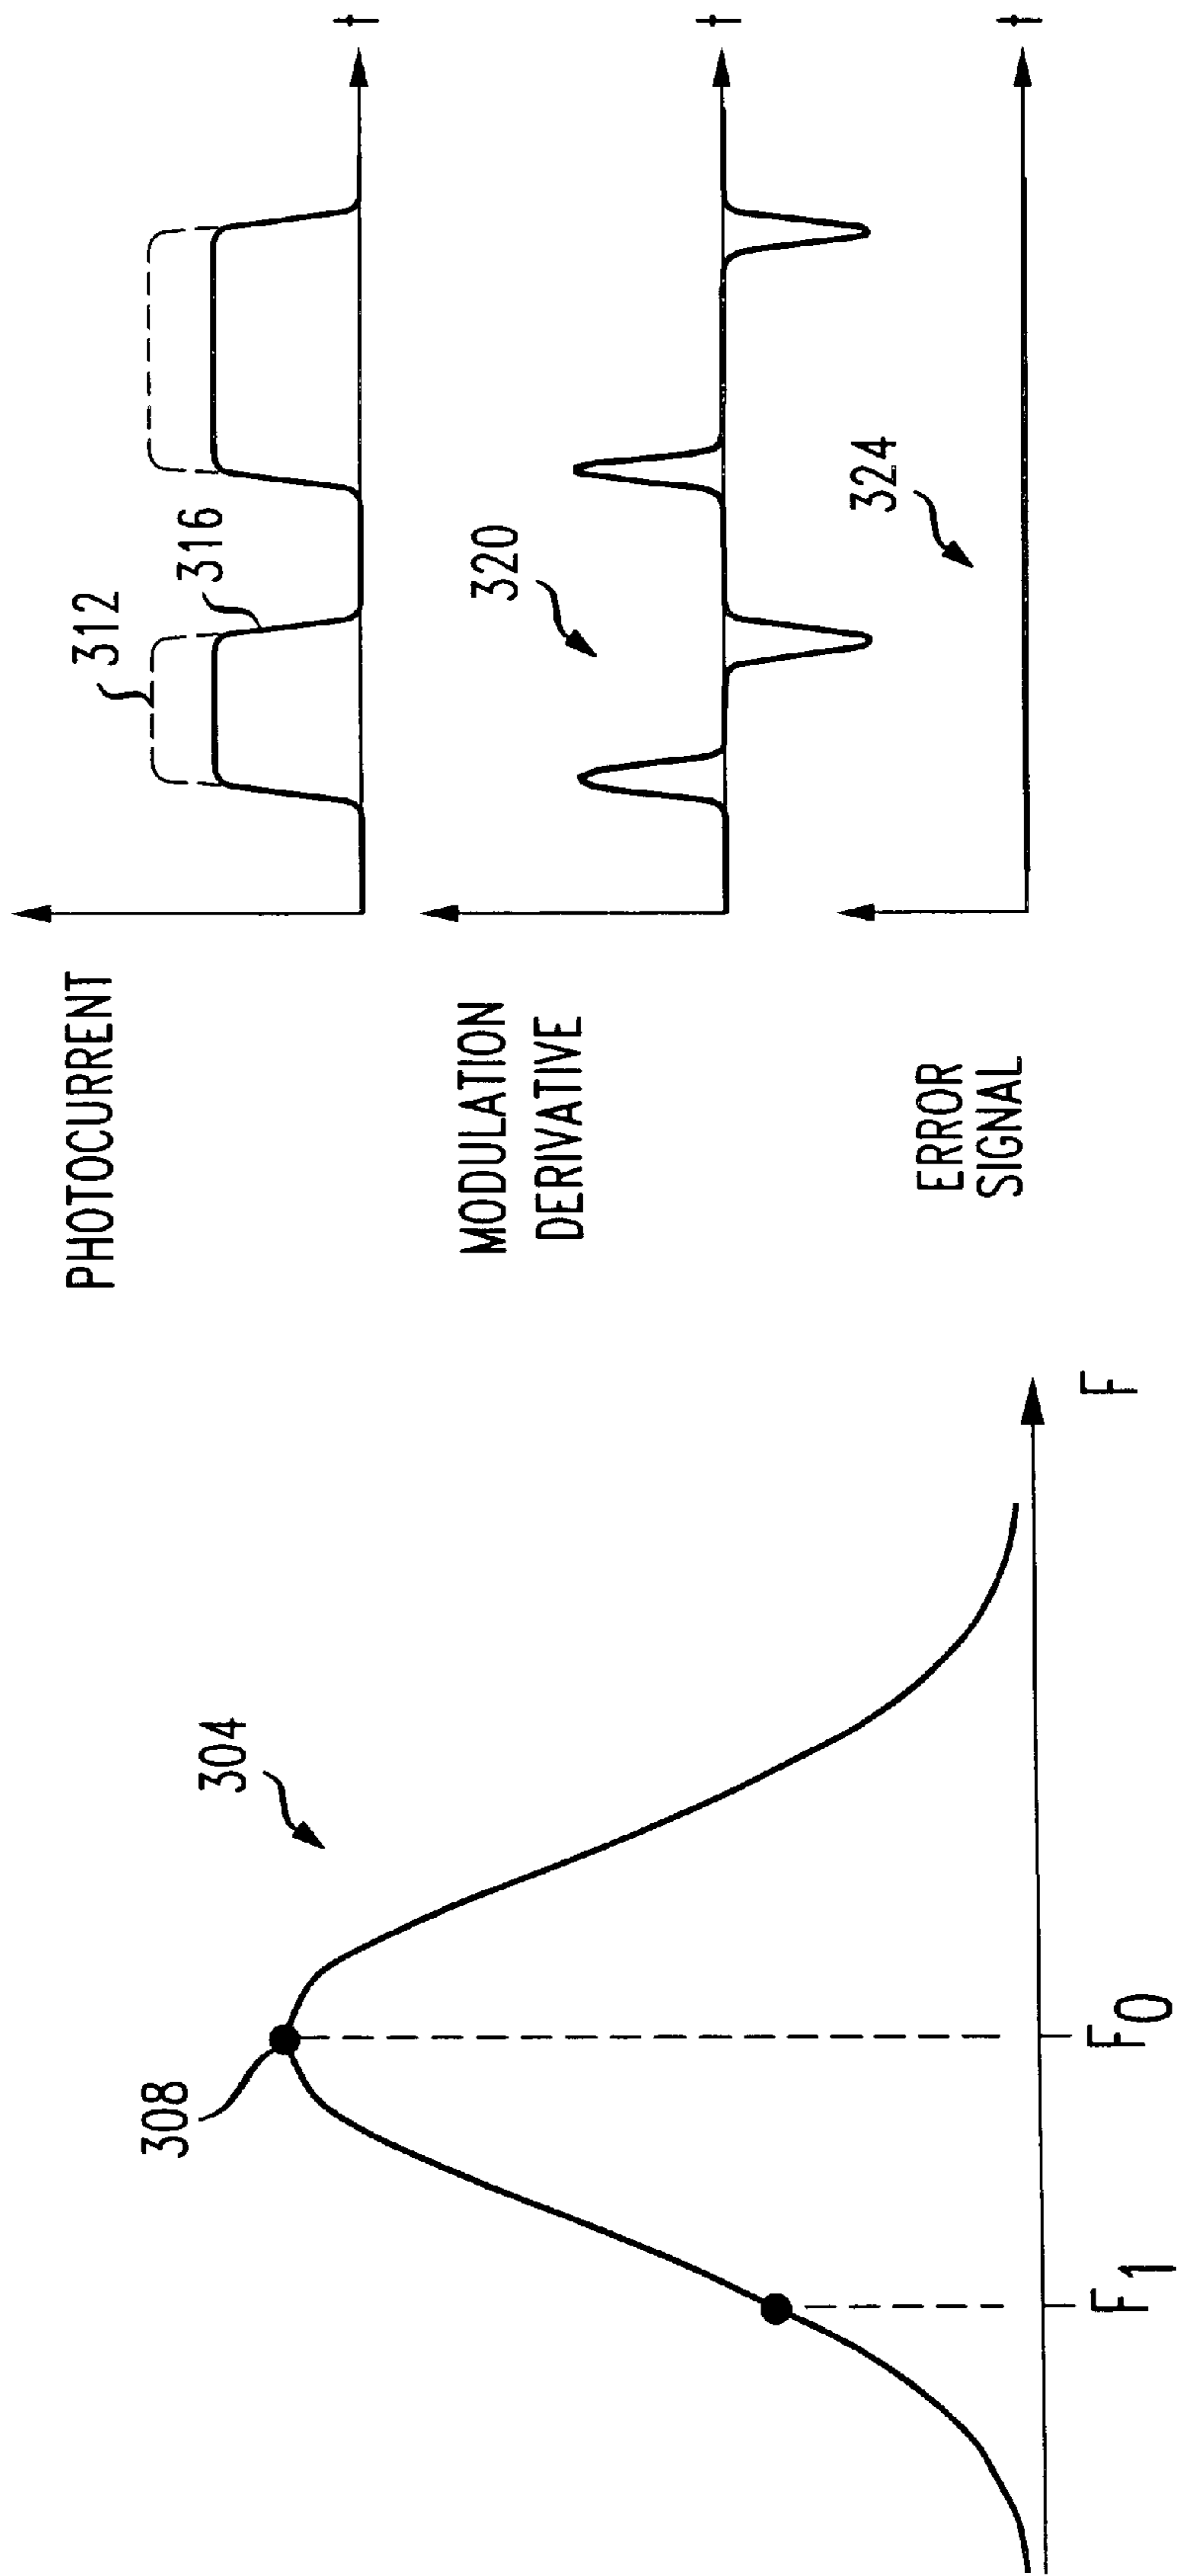 304
308
F
F0
F1
PHOTOCURRENT
312
316
t
MODULATION
DERIVATIVE
320
t
ERROR
SIGNAL
324
t